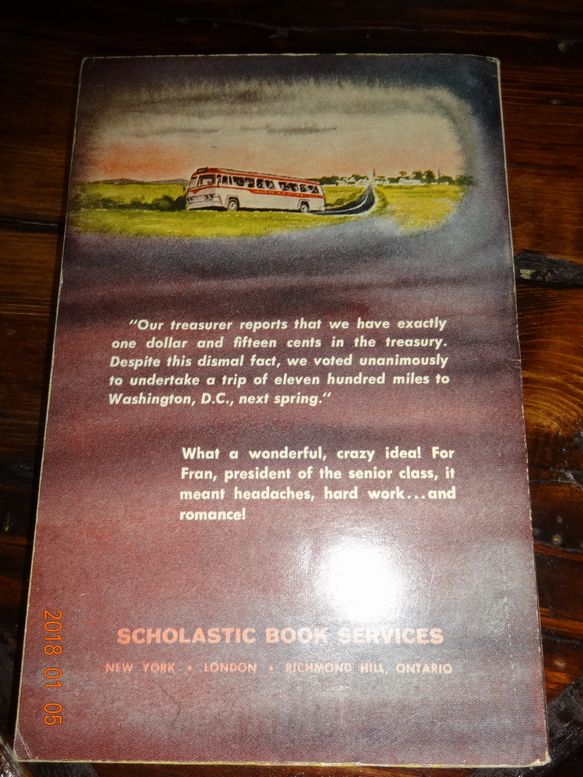 "Our treasurer reports that we have exactly
one dollar and fifteen cents in the treasury.
Despite this dismal fact, we voted unanimously
to undertake a trip of eleven hundred miles to
Washington, D.C., next spring."
What a wonderful, crazy idea! For
Fran, president of the senior class, it
meant headaches, hard work...and
romance!
SCHOLASTIC BOOK SERVICES
NEW YORK • LONDON • RICHMOND HILL, ONTARIO
2018 01 05